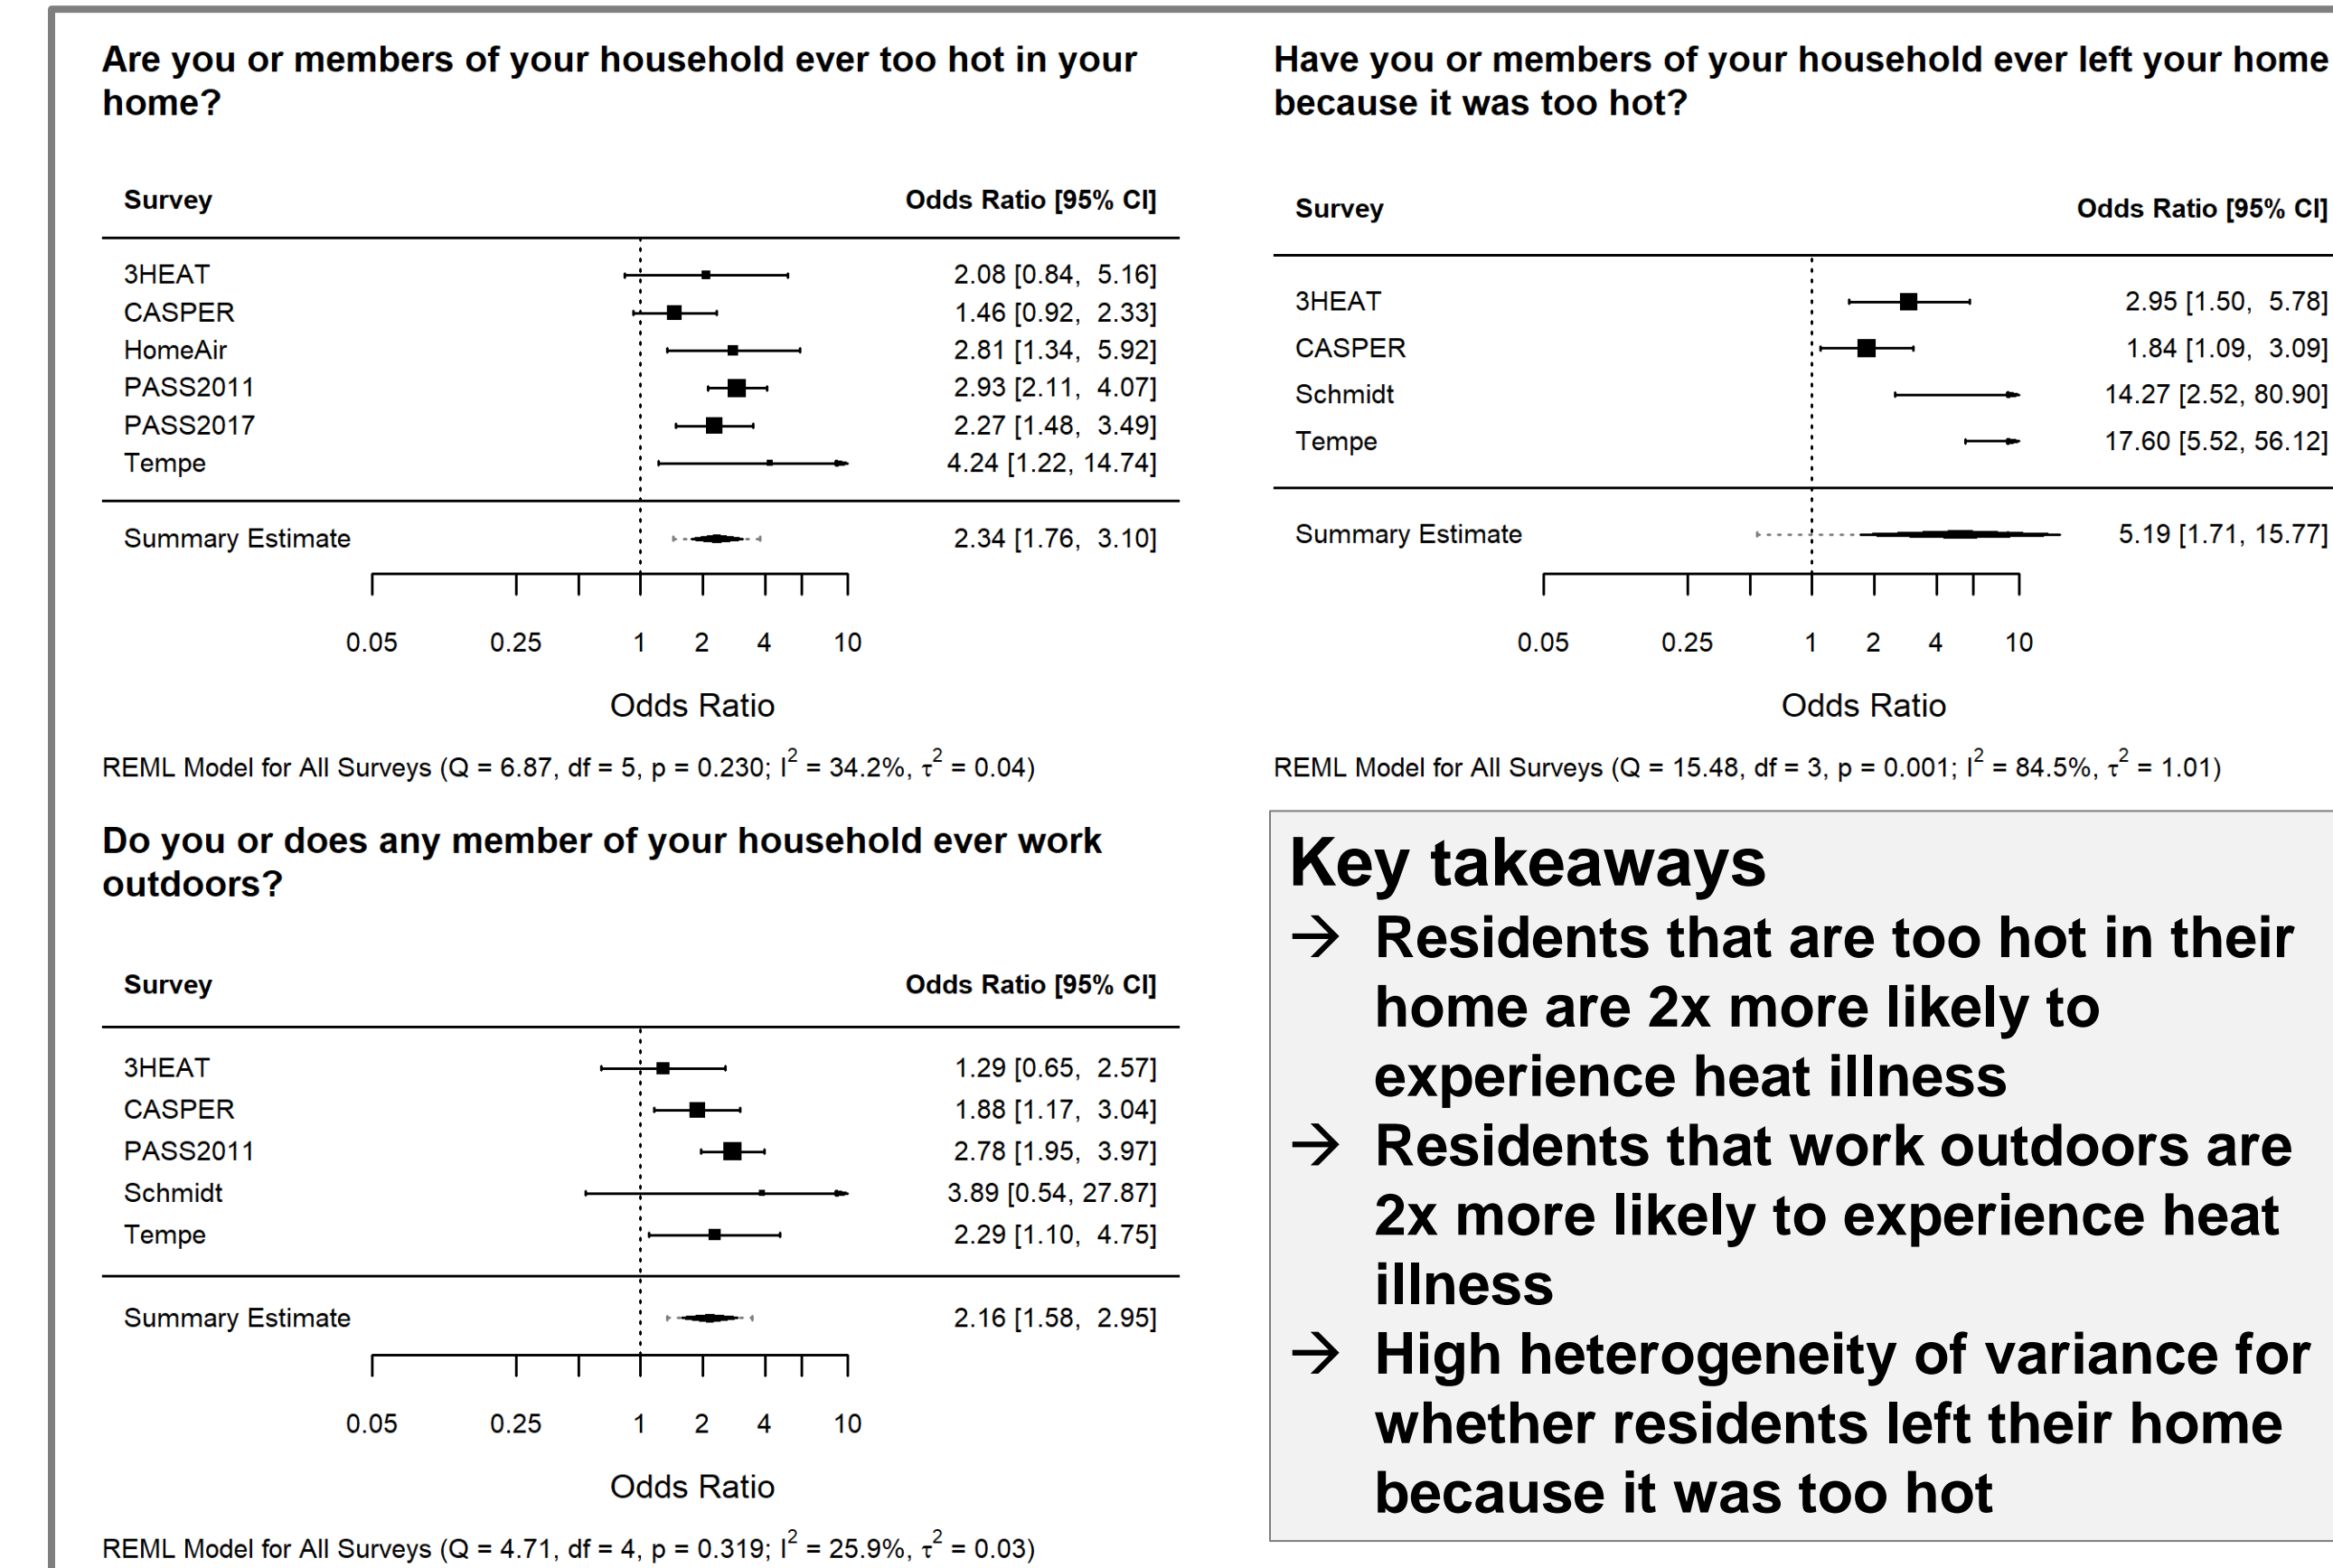 Are you or members of your household ever too hot in your
home?
Survey Odds Ratio [95% CI]
3HEAT 2.08 [0.84, 5.16]
CASPER 1.46 [0.92, 2.33]
HomeAir 2.81 [1.34, 5.92]
PASS2011 2.93 [2.11, 4.07]
PASS2017 2.27 [1.48, 3.49]
Tempe 4.24 [1.22, 14.74]
Summary Estimate 2.34 [1.76, 3.10]
0.05 0.25 1 2 4 10
Odds Ratio
REML Model for All Surveys (Q = 6.87, df = 5, p = 0.230; I² = 34.2%, τ² = 0.04)
Have you or members of your household ever left your home
because it was too hot?
Survey Odds Ratio [95% CI]
3HEAT 2.95 [1.50, 5.78]
CASPER 1.84 [1.09, 3.09]
Schmidt 14.27 [2.52, 80.90]
Tempe 17.60 [5.52, 56.12]
Summary Estimate 5.19 [1.71, 15.77]
0.05 0.25 1 2 4 10
Odds Ratio
REML Model for All Surveys (Q = 15.48, df = 3, p = 0.001; I² = 84.5%, τ² = 1.01)
Do you or does any member of your household ever work
outdoors?
Survey Odds Ratio [95% CI]
3HEAT 1.29 [0.65, 2.57]
CASPER 1.88 [1.17, 3.04]
PASS2011 2.78 [1.95, 3.97]
Schmidt 3.89 [0.54, 27.87]
Tempe 2.29 [1.10, 4.75]
Summary Estimate 2.16 [1.58, 2.95]
0.05 0.25 1 2 4 10
Odds Ratio
REML Model for All Surveys (Q = 4.71, df = 4, p = 0.319; I² = 25.9%, τ² = 0.03)
Key takeaways
→ Residents that are too hot in their
home are 2x more likely to
experience heat illness
→ Residents that work outdoors are
2x more likely to experience heat
illness
→ High heterogeneity of variance for
whether residents left their home
because it was too hot